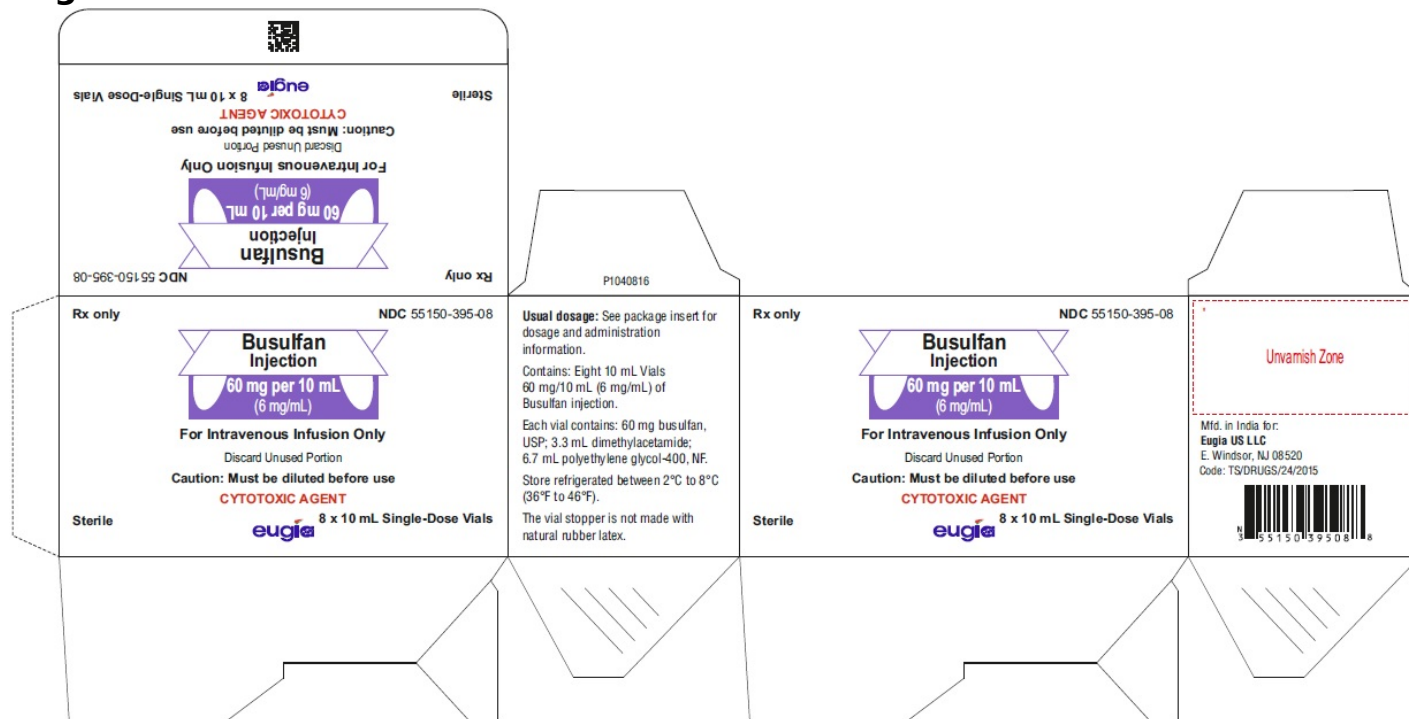 Rx only
NDC 55150-395-08
Busulfan
Injection
60 mg per 10 mL
(6 mg/mL)
For Intravenous Infusion Only
Discard Unused Portion
Caution: Must be diluted before use
CYTOTOXIC AGENT
Sterile
eugia
8 x 10 mL Single-Dose Vials
P1040816
Rx only
NDC 55150-395-08
Busulfan
Injection
60 mg per 10 mL
(6 mg/mL)
For Intravenous Infusion Only
Discard Unused Portion
Caution: Must be diluted before use
CYTOTOXIC AGENT
Sterile
eugia
8 x 10 mL Single-Dose Vials
Usual dosage: See package insert for
dosage and administration
information.
Contains: Eight 10 mL Vials
60 mg/10 mL (6 mg/mL) of
Busulfan injection.
Each vial contains: 60 mg busulfan,
USP; 3.3 mL dimethylacetamide;
6.7 mL polyethylene glycol-400, NF.
Store refrigerated between 2°C to 8°C
(36°F to 46°F).
The vial stopper is not made with
natural rubber latex.
Rx only
NDC 55150-395-08
Busulfan
Injection
60 mg per 10 mL
(6 mg/mL)
For Intravenous Infusion Only
Discard Unused Portion
Caution: Must be diluted before use
CYTOTOXIC AGENT
Sterile
eugia
8 x 10 mL Single-Dose Vials
Unvarnish Zone
Mfd. in India for:
Eugia US LLC
E. Windsor, NJ 08520
Code: TS/DRUGS/24/2015
N
3 55150 39508 8